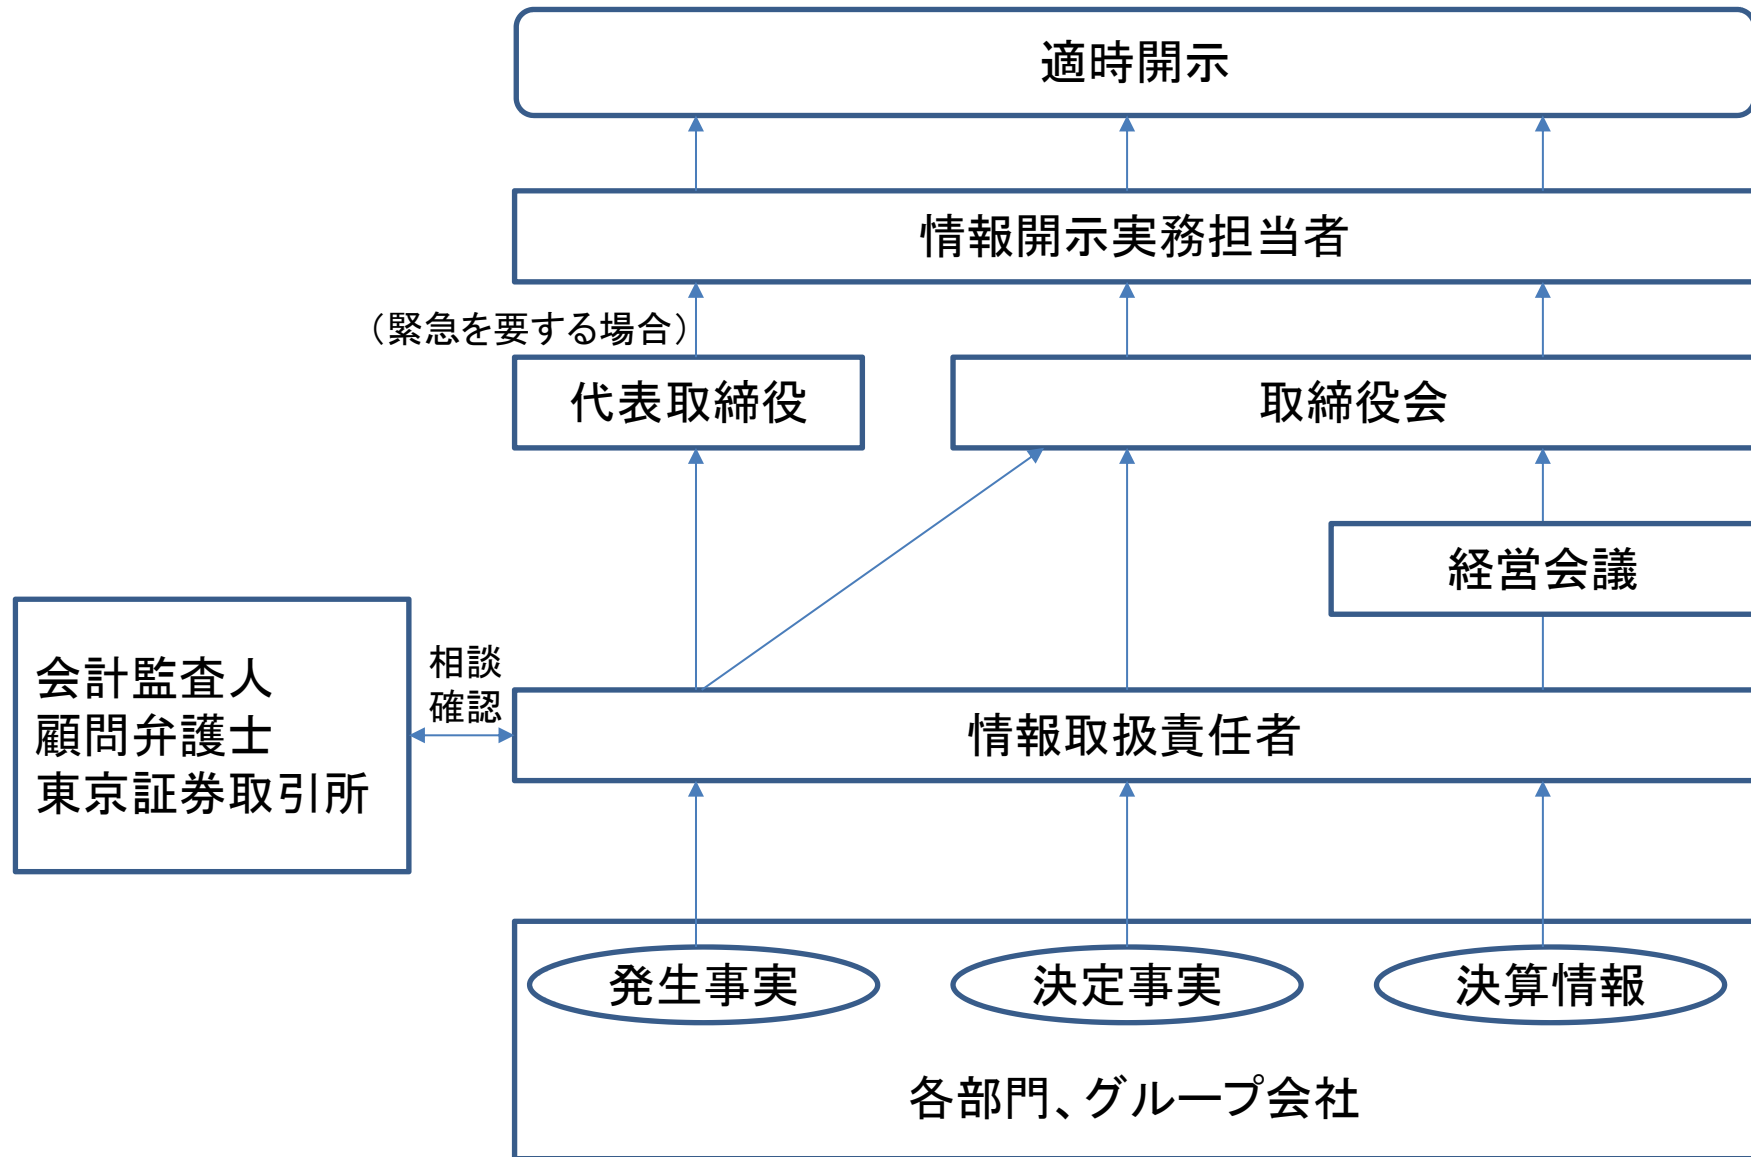 適時開示
情報開示実務担当者
（緊急を要する場合）
代表取締役
取締役会
経営会議
会計監査人
顧問弁護士
東京証券取引所
相談
確認
情報取扱責任者
発生事実
決定事実
決算情報
各部門、グループ会社